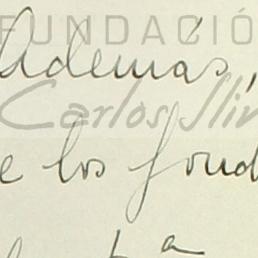 FUNDACIÓ
Además,
Carlos Sliv
e los fond